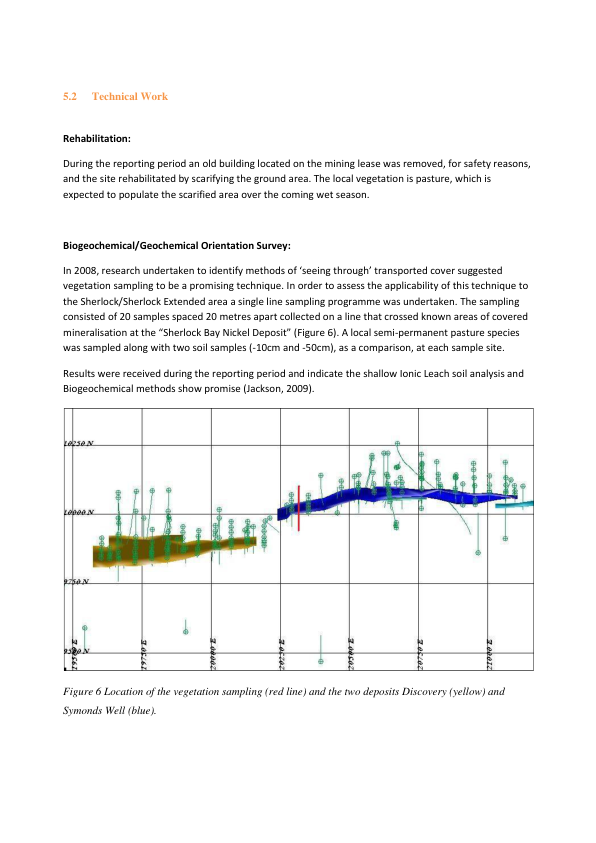 5.2 Technical Work
Rehabilitation:
During the reporting period an old building located on the mining lease was removed, for safety reasons,
and the site rehabilitated by scarifying the ground area. The local vegetation is pasture, which is
expected to populate the scarified area over the coming wet season.
Biogeochemical/Geochemical Orientation Survey:
In 2008, research undertaken to identify methods of ‘seeing through’ transported cover suggested
vegetation sampling to be a promising technique. In order to assess the applicability of this technique to
the Sherlock/Sherlock Extended area a single line sampling programme was undertaken. The sampling
consisted of 20 samples spaced 20 metres apart collected on a line that crossed known areas of covered
mineralisation at the “Sherlock Bay Nickel Deposit” (Figure 6). A local semi-permanent pasture species
was sampled along with two soil samples (-10cm and -50cm), as a comparison, at each sample site.
Results were received during the reporting period and indicate the shallow Ionic Leach soil analysis and
Biogeochemical methods show promise (Jackson, 2009).
10250 N
10000 N
9750 N
9500 N
19500 E
19750 E
20000 E
20250 E
20500 E
20750 E
21000 E
Figure 6 Location of the vegetation sampling (red line) and the two deposits Discovery (yellow) and
Symonds Well (blue).